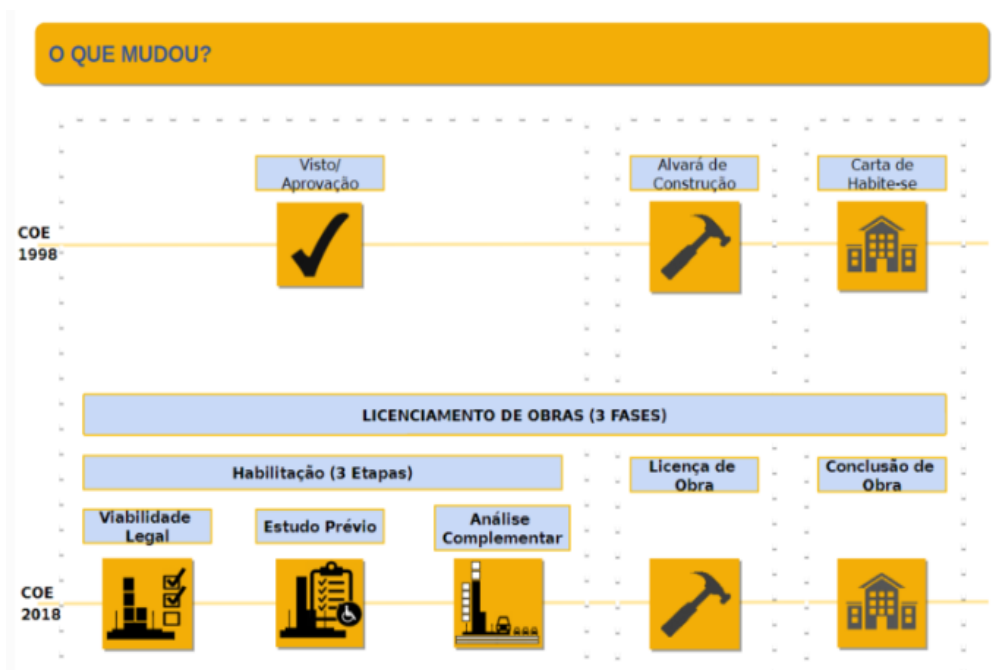 O QUE MUDOU?
Visto/
Aprovação
Alvará de
Construção
Carta de
Habite-se
COE
1998
LICENCIAMENTO DE OBRAS (3 FASES)
Habilitação (3 Etapas)
Licença de
Obra
Conclusão de
Obra
Viabilidade
Legal
Estudo Prévio
Análise
Complementar
COE
2018